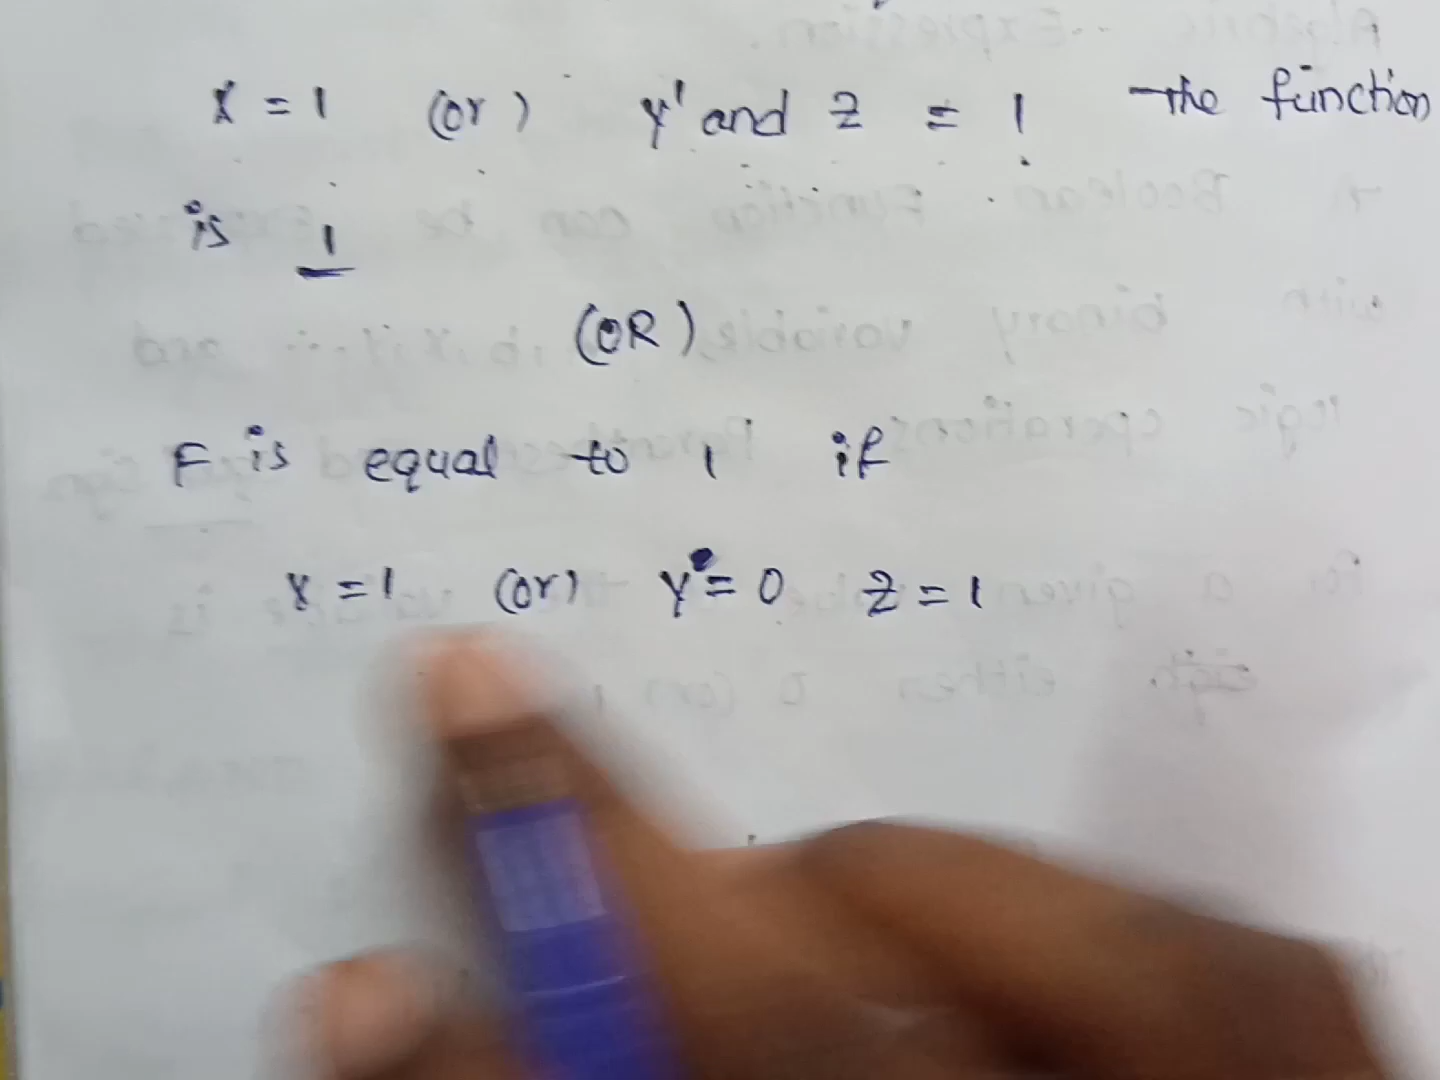 X = 1 (or) y' and z = 1 the function
is 1
(OR)
F is equal to 1 if
x = 1 (or) y = 0 z = 1